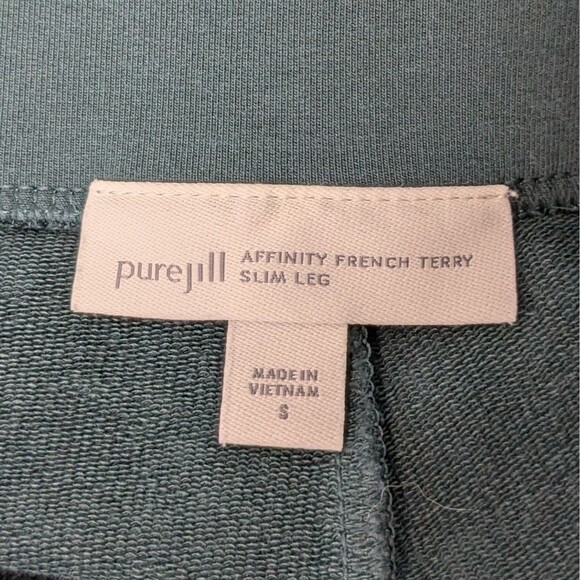 purejill AFFINITY FRENCH TERRY
SLIM LEG
MADE IN
VIETNAM
S